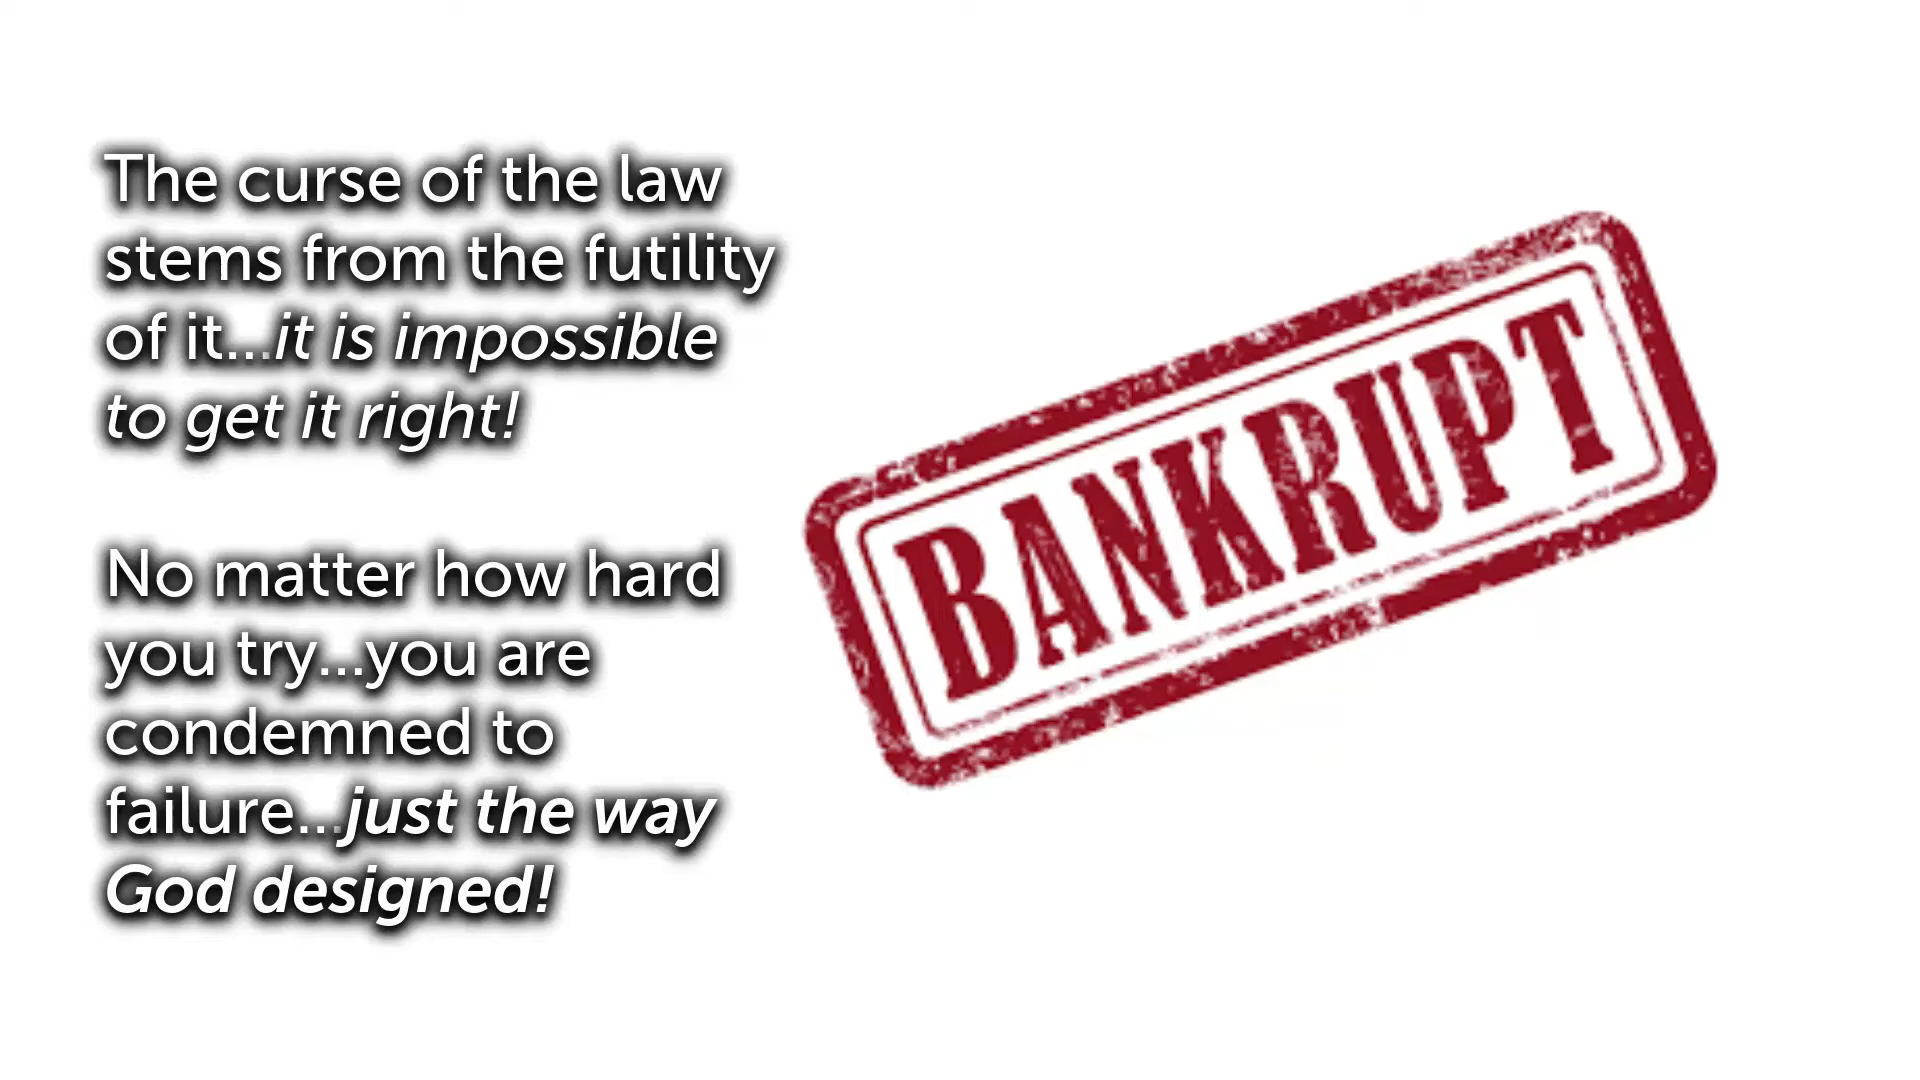 The curse of the law
stems from the futility
of it...it is impossible
to get it right!
No matter how hard
you try...you are
condemned to
failure...just the way
God designed!
BANKRUPT